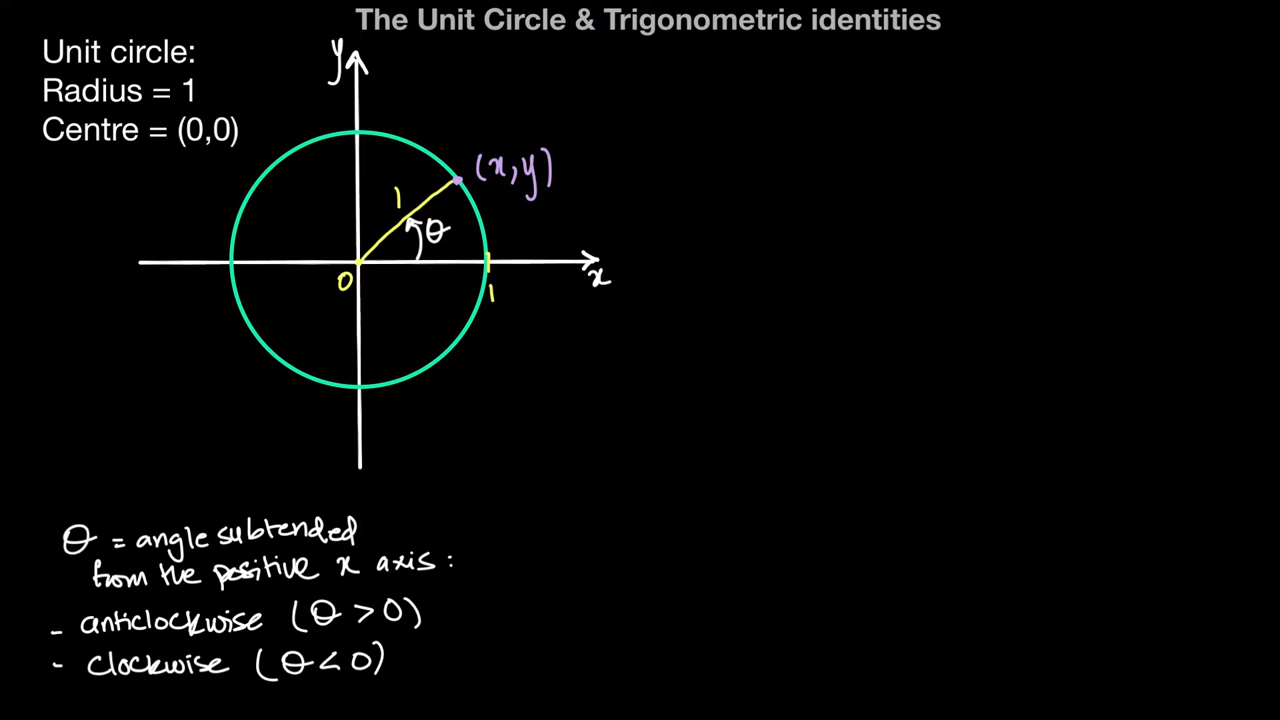 The Unit Circle & Trigonometric identities
Unit circle:
Radius = 1
Centre = (0,0)
y
(x,y)
1
θ
0
1
x
θ = angle subtended
from the positive x axis:
- anticlockwise (θ > 0)
- clockwise (θ < 0)